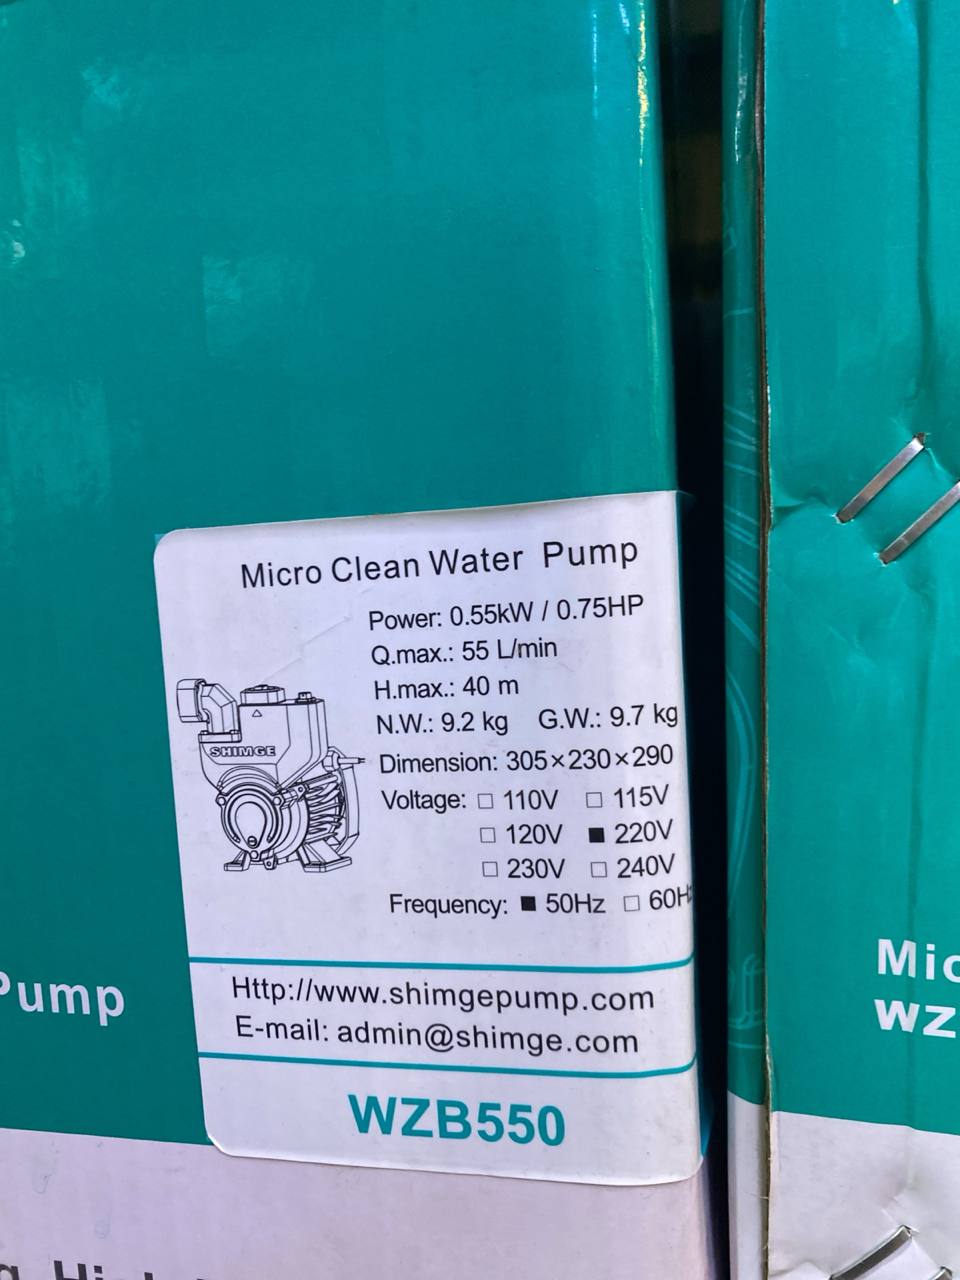 Micro Clean Water Pump
Power: 0.55kW / 0.75HP
Q.max.: 55 L/min
H.max.: 40 m
N.W.: 9.2 kg G.W.: 9.7 kg
SHIMGE
Dimension: 305×230×290
Voltage: □ 110V □ 115V
□ 120V ■ 220V
□ 230V □ 240V
Frequency: ■ 50Hz □ 60Hz
Http://www.shimgepump.com
E-mail: admin@shimge.com
WZB550
Pump
Mic
WZ